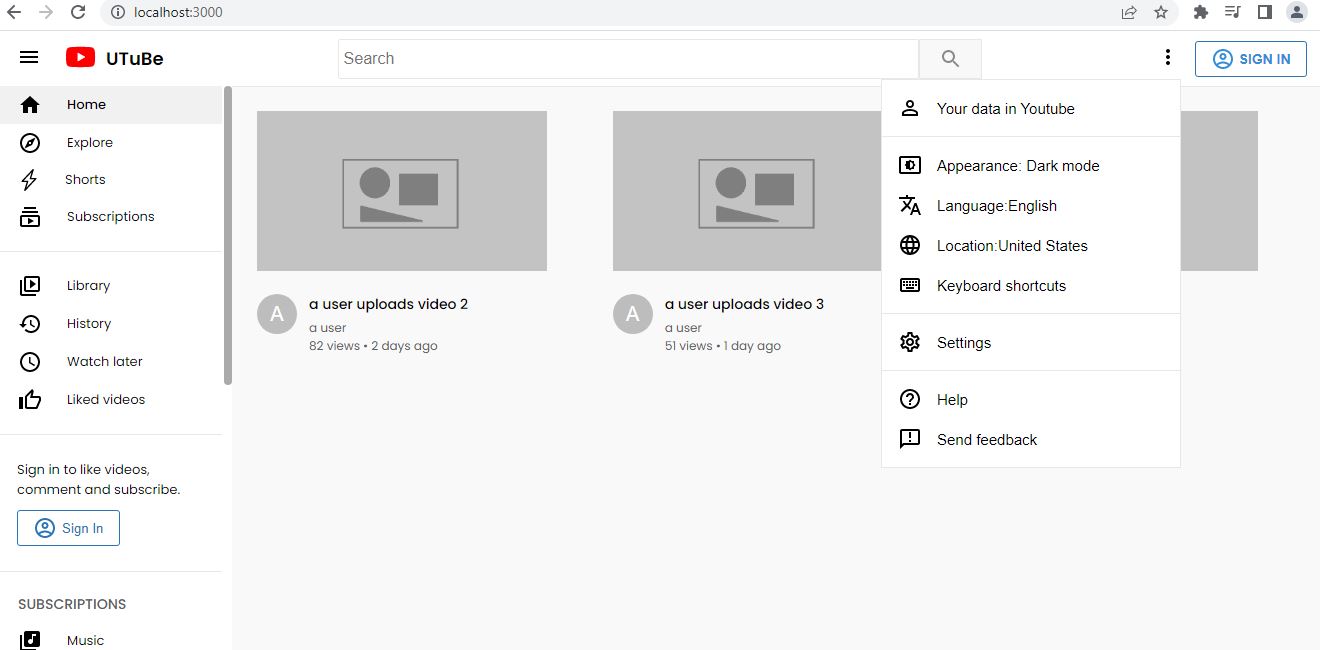 localhost:3000
UTuBe
Search
SIGN IN
Home
Explore
Shorts
Subscriptions
Library
History
Watch later
Liked videos
Sign in to like videos,
comment and subscribe.
Sign In
SUBSCRIPTIONS
Music
A
a user uploads video 2
a user
82 views • 2 days ago
A
a user uploads video 3
a user
51 views • 1 day ago
Your data in Youtube
Appearance: Dark mode
Language:English
Location:United States
Keyboard shortcuts
Settings
Help
Send feedback